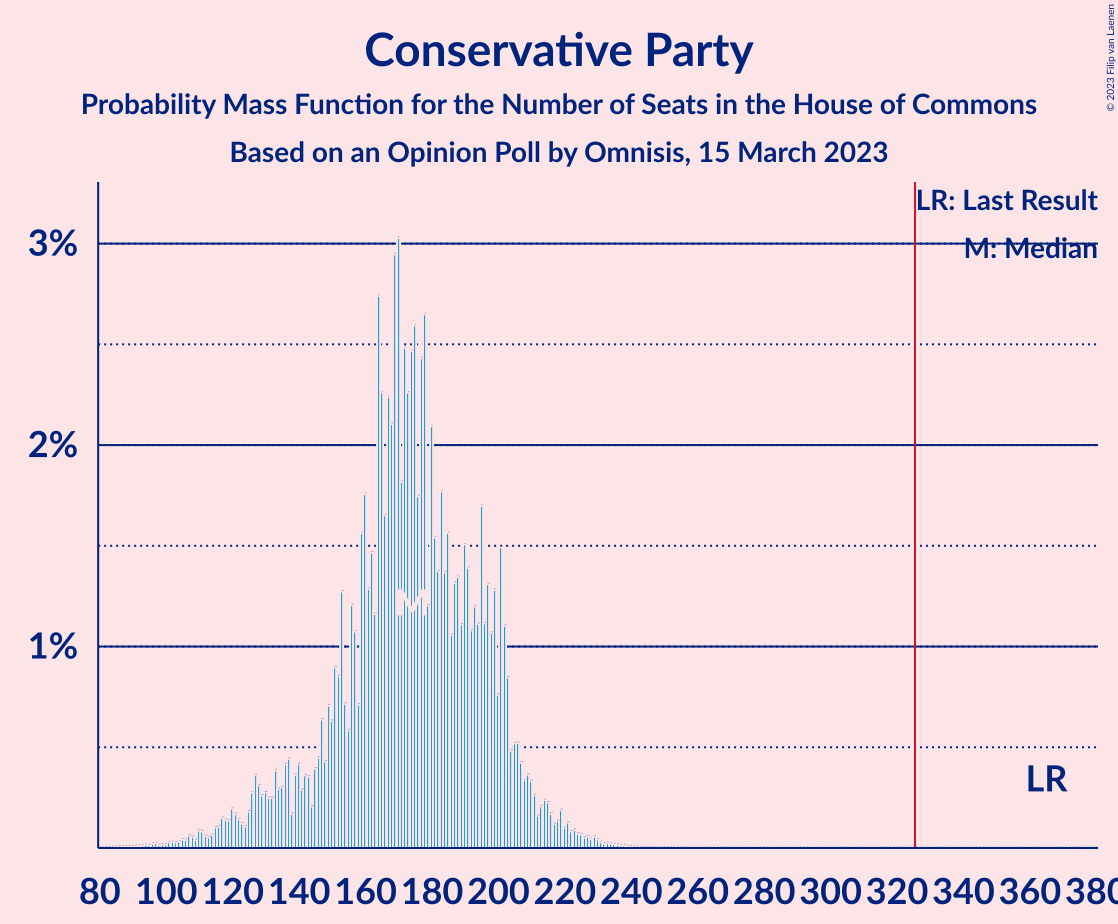 Conservative Party
Probability Mass Function for the Number of Seats in the House of Commons
Based on an Opinion Poll by Omnisis, 15 March 2023
© 2023 Filip van Laenen
LR: Last Result
M: Median
3%
2%
1%
M
LR
80 100 120 140 160 180 200 220 240 260 280 300 320 340 360 380